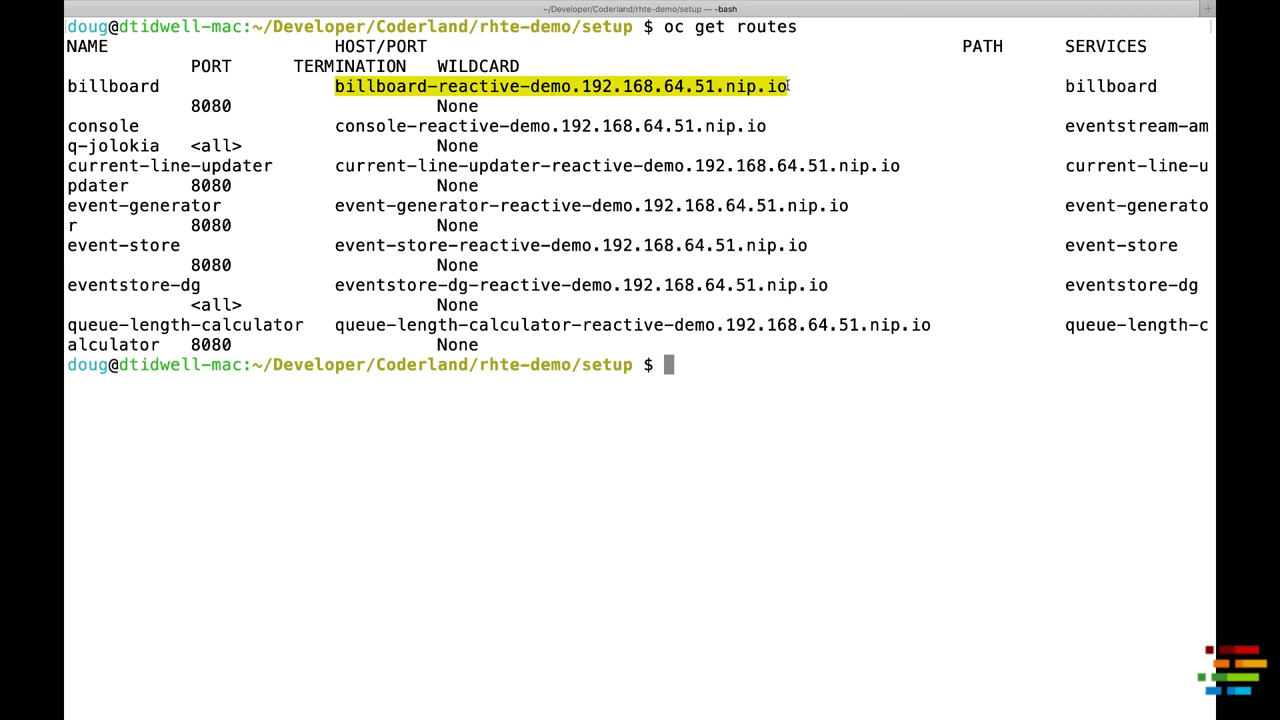 ~/Developer/Coderland/rhte-demo/setup — -bash
doug@dtidwell-mac:~/Developer/Coderland/rhte-demo/setup $ oc get routes
NAME HOST/PORT PATH SERVICES
PORT TERMINATION WILDCARD
billboard billboard-reactive-demo.192.168.64.51.nip.io billboard
8080 None
console console-reactive-demo.192.168.64.51.nip.io eventstream-am
q-jolokia <all> None
current-line-updater current-line-updater-reactive-demo.192.168.64.51.nip.io current-line-u
pdater 8080 None
event-generator event-generator-reactive-demo.192.168.64.51.nip.io event-generato
r 8080 None
event-store event-store-reactive-demo.192.168.64.51.nip.io event-store
8080 None
eventstore-dg eventstore-dg-reactive-demo.192.168.64.51.nip.io eventstore-dg
<all> None
queue-length-calculator queue-length-calculator-reactive-demo.192.168.64.51.nip.io queue-length-c
alculator 8080 None
doug@dtidwell-mac:~/Developer/Coderland/rhte-demo/setup $